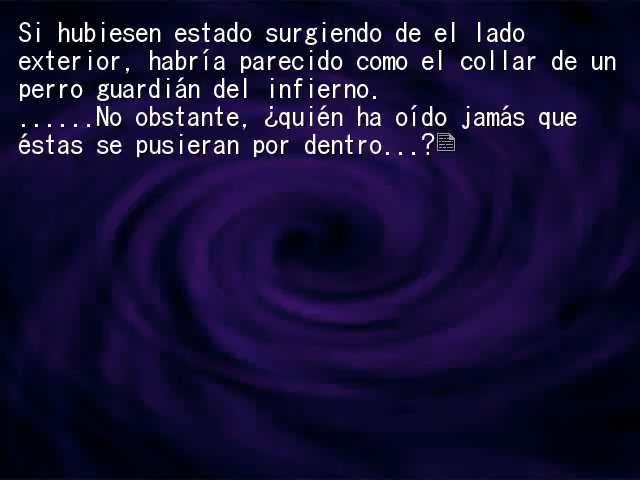 Si hubiesen estado surgiendo de el lado
exterior, habría parecido como el collar de un
perro guardián del infierno.
......No obstante, ¿quién ha oído jamás que
éstas se pusieran por dentro...?